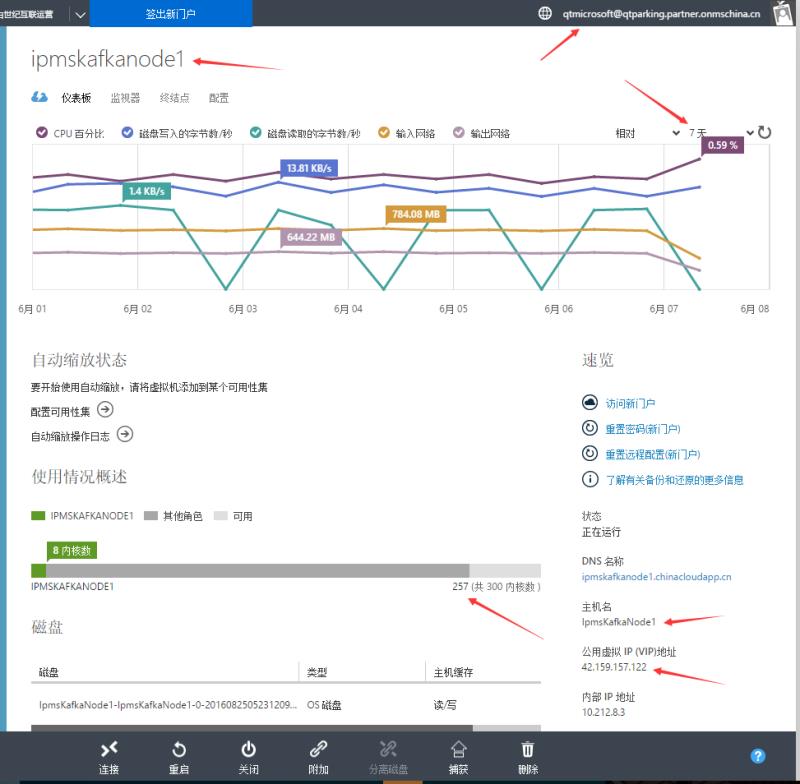 世纪互联运营
签出新门户
qtmicrosoft@qtparking.partner.onmschina.cn
ipmskafkanode1
仪表板 监视器 终结点 配置
CPU 百分比 磁盘写入的字节数/秒 磁盘读取的字节数/秒 输入网络 输出网络 相对 7 天
0.59 %
13.81 KB/s
1.4 KB/s
784.08 MB
644.22 MB
6月 01 6月 02 6月 03 6月 04 6月 05 6月 06 6月 07 6月 08
自动缩放状态
要开始使用自动缩放，请将虚拟机添加到某个可用性集
配置可用性集
自动缩放操作日志
使用情况概述
IPMSKAFKANODE1 其他角色 可用
8 内核数
IPMSKAFKANODE1 257 (共 300 内核数 )
磁盘
磁盘 类型 主机缓存
IpmsKafkaNode1-IpmsKafkaNode1-0-2016082505231209... OS 磁盘 读/写
速览
访问新门户
重置密码(新门户)
重置远程配置(新门户)
了解有关备份和还原的更多信息
状态
正在运行
DNS 名称
ipmskafkanode1.chinacloudapp.cn
主机名
IpmsKafkaNode1
公用虚拟 IP (VIP)地址
42.159.157.122
内部 IP 地址
10.212.8.3
连接 重启 关闭 附加 分离磁盘 捕获 删除
?